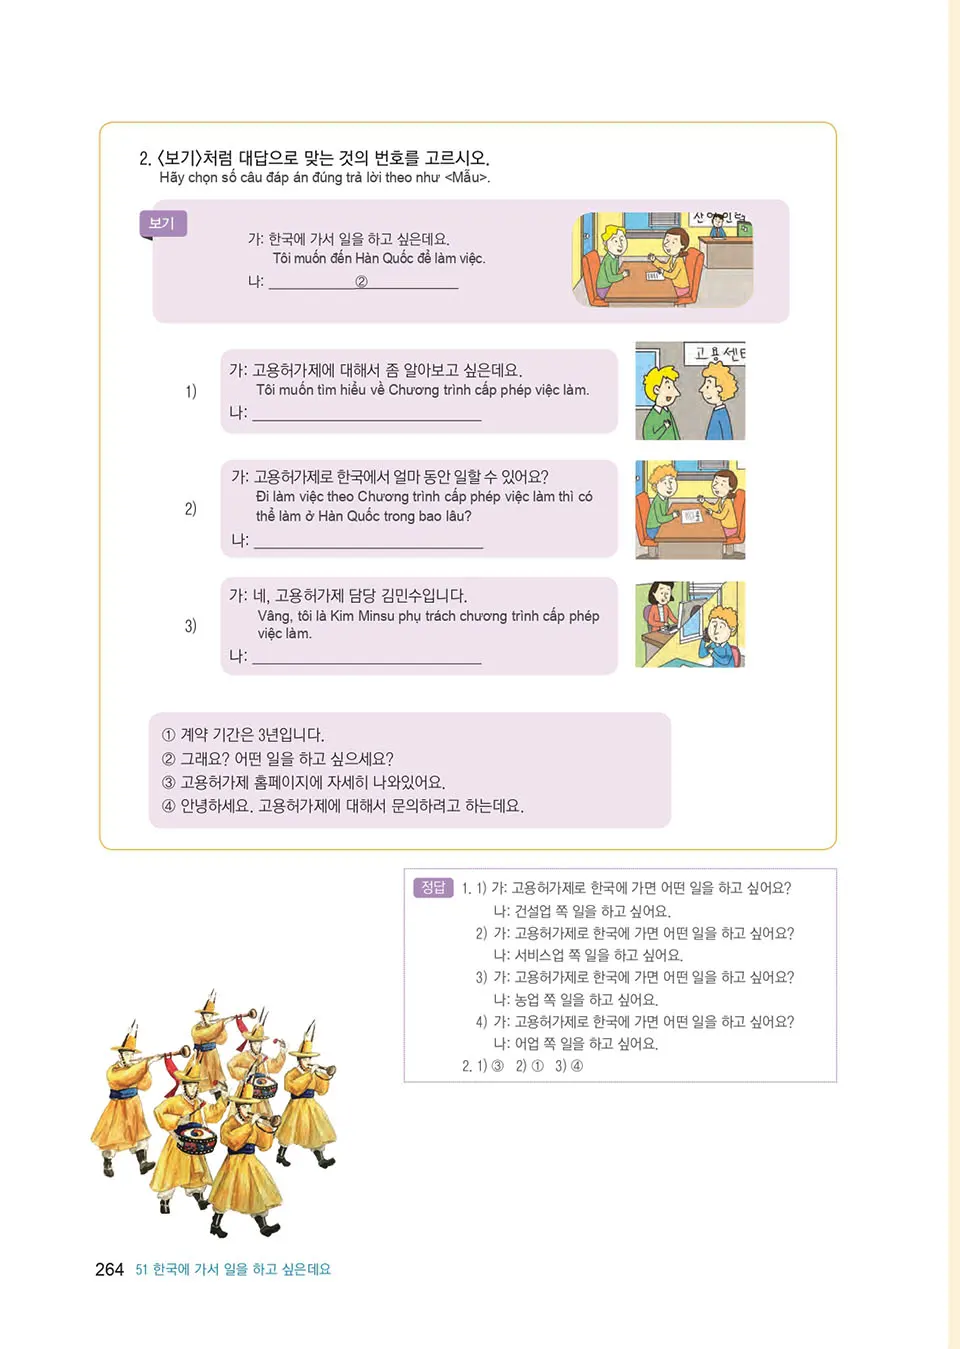 2. 〈보기〉처럼 대답으로 맞는 것의 번호를 고르시오.
Hãy chọn số câu đáp án đúng trả lời theo như <Mẫu>.
보기
가: 한국에 가서 일을 하고 싶은데요.
Tôi muốn đến Hàn Quốc để làm việc.
나: ②
산업인력
1)
가: 고용허가제에 대해서 좀 알아보고 싶은데요.
Tôi muốn tìm hiểu về Chương trình cấp phép việc làm.
나:
고용센터
2)
가: 고용허가제로 한국에서 얼마 동안 일할 수 있어요?
Đi làm việc theo Chương trình cấp phép việc làm thì có
thể làm ở Hàn Quốc trong bao lâu?
나:
3)
가: 네, 고용허가제 담당 김민수입니다.
Vâng, tôi là Kim Minsu phụ trách chương trình cấp phép
việc làm.
나:
① 계약 기간은 3년입니다.
② 그래요? 어떤 일을 하고 싶으세요?
③ 고용허가제 홈페이지에 자세히 나와있어요.
④ 안녕하세요. 고용허가제에 대해서 문의하려고 하는데요.
정답 1. 1) 가: 고용허가제로 한국에 가면 어떤 일을 하고 싶어요?
나: 건설업 쪽 일을 하고 싶어요.
2) 가: 고용허가제로 한국에 가면 어떤 일을 하고 싶어요?
나: 서비스업 쪽 일을 하고 싶어요.
3) 가: 고용허가제로 한국에 가면 어떤 일을 하고 싶어요?
나: 농업 쪽 일을 하고 싶어요.
4) 가: 고용허가제로 한국에 가면 어떤 일을 하고 싶어요?
나: 어업 쪽 일을 하고 싶어요.
2. 1) ③ 2) ① 3) ④
264 51 한국에 가서 일을 하고 싶은데요